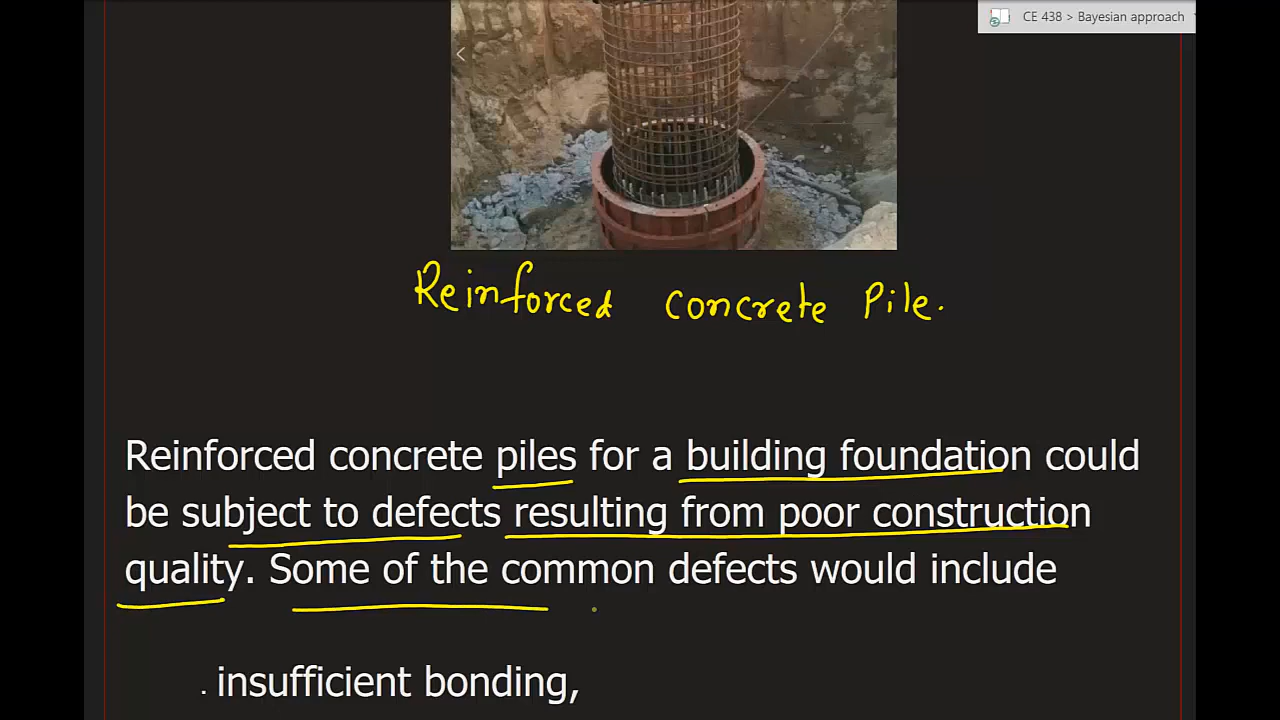 CE 438 > Bayesian approach
Reinforced concrete Pile.
Reinforced concrete piles for a building foundation could
be subject to defects resulting from poor construction
quality. Some of the common defects would include
. insufficient bonding,